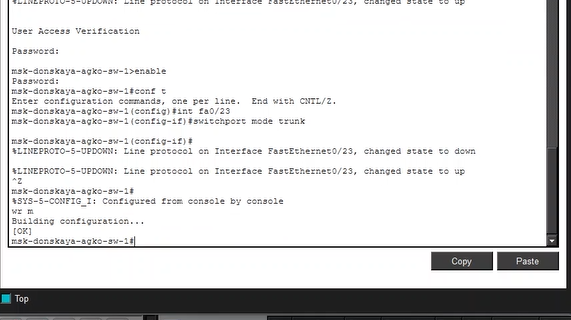 %LINEPROTO-5-UPDOWN: Line protocol on Interface FastEthernet0/23, changed state to up
User Access Verification
Password:
msk-donskaya-agko-sw-1>enable
Password:
msk-donskaya-agko-sw-1#conf t
Enter configuration commands, one per line.  End with CNTL/Z.
msk-donskaya-agko-sw-1(config)#int fa0/23
msk-donskaya-agko-sw-1(config-if)#switchport mode trunk
msk-donskaya-agko-sw-1(config-if)#
%LINEPROTO-5-UPDOWN: Line protocol on Interface FastEthernet0/23, changed state to down
%LINEPROTO-5-UPDOWN: Line protocol on Interface FastEthernet0/23, changed state to up
^Z
msk-donskaya-agko-sw-1#
%SYS-5-CONFIG_I: Configured from console by console
wr m
Building configuration...
[OK]
msk-donskaya-agko-sw-1#
Copy Paste
Top